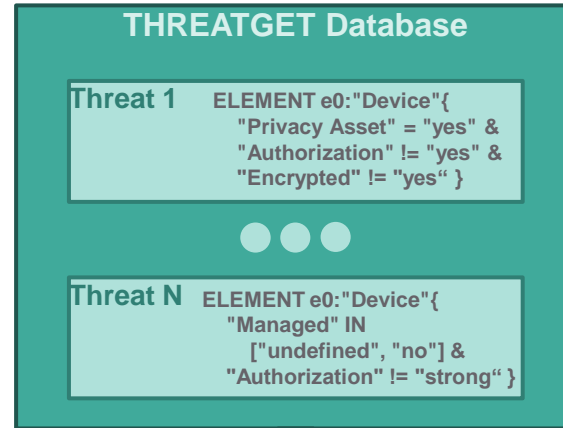 THREATGET Database
Threat 1 ELEMENT e0:"Device"{
"Privacy Asset" = "yes" &
"Authorization" != "yes" &
"Encrypted" != "yes“ }
Threat N ELEMENT e0:"Device"{
"Managed" IN
["undefined", "no"] &
"Authorization" != "strong“ }